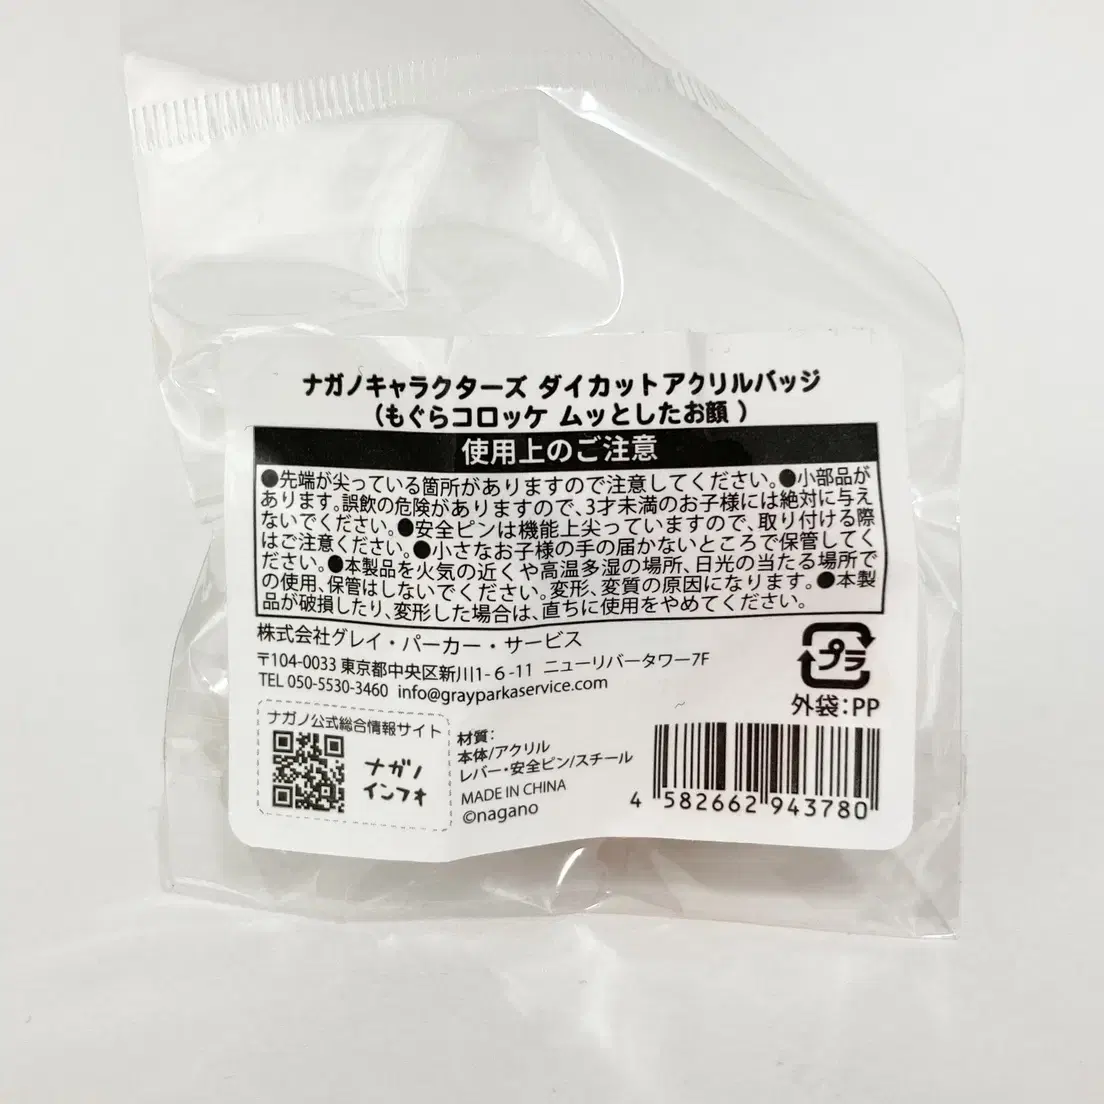 ナガノキャラクターズ ダイカットアクリルバッジ
(もぐらコロッケ ムッとしたお顔 )
使用上のご注意
●先端が尖っている箇所がありますので注意してください。●小部品が
あります。誤飲の危険がありますので、3才未満のお子様には絶対に与え
ないでください。●安全ピンは機能上尖っていますので、取り付ける際
はご注意ください。●小さなお子様の手の届かないところで保管してく
ださい。●本製品を火気の近くや高温多湿の場所、日光の当たる場所で
の使用、保管はしないでください。変形、変質の原因になります。●本製
品が破損したり、変形した場合は、直ちに使用をやめてください。
株式会社グレイ・パーカー・サービス
〒104-0033 東京都中央区新川1-6-11 ニューリバータワー7F
TEL 050-5530-3460 info@grayparkaservice.com
プラ
外袋:PP
ナガノ公式総合情報サイト
ナガノ
インフォ
材質:
本体/アクリル
レバー・安全ピン/スチール
MADE IN CHINA
©nagano
4 582662 943780